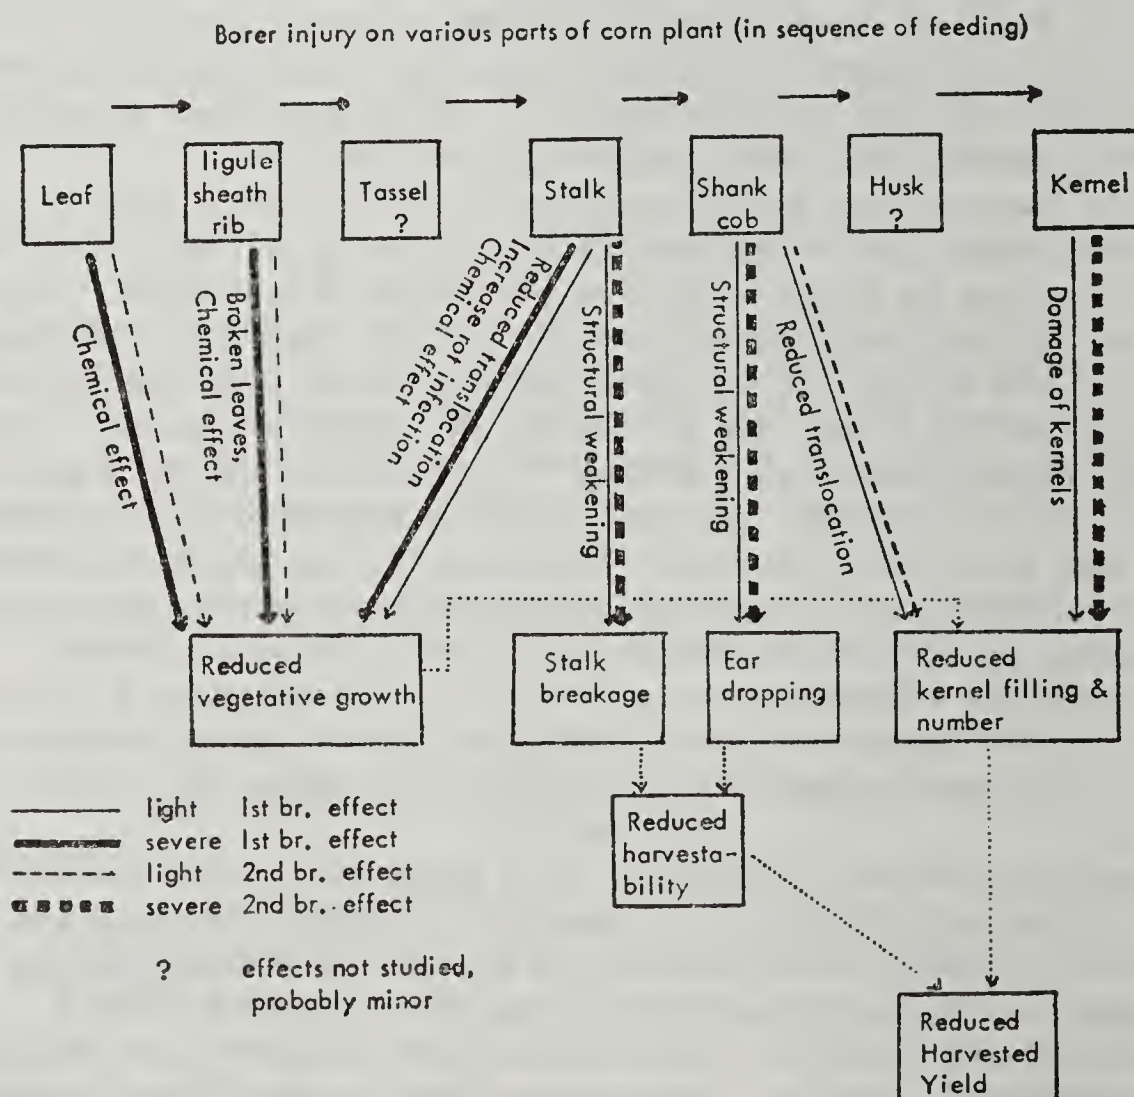 Borer injury on various parts of corn plant (in sequence of feeding)
Leaf
ligule
sheath
rib
Tassel
?
Stalk
Shank
cob
Husk
?
Kernel
Chemical effect
Broken leaves,
Chemical effect
Reduced translocation
Increase rot infection
Chemical effect
Structural weakening
Structural weakening
Reduced translocation
Damage of kernels
Reduced
vegetative growth
Stalk
breakage
Ear
dropping
Reduced
kernel filling &
number
Reduced
harvesta-
bility
light 1st br. effect
severe 1st br. effect
light 2nd br. effect
severe 2nd br. effect
? effects not studied,
probably minor
Reduced
Harvested
Yield